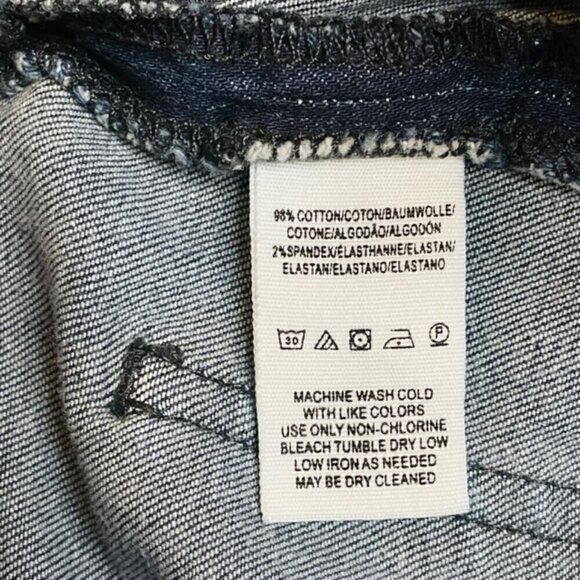 98% COTTON/COTON/BAUMWOLLE/
COTONE/ALGODÃO/ALGODÓN
2%SPANDEX/ÉLASTHANNE/ELASTAN/
ELASTAN/ELASTANO/ELASTANO
30 P
MACHINE WASH COLD
WITH LIKE COLORS
USE ONLY NON-CHLORINE
BLEACH TUMBLE DRY LOW
LOW IRON AS NEEDED
MAY BE DRY CLEANED